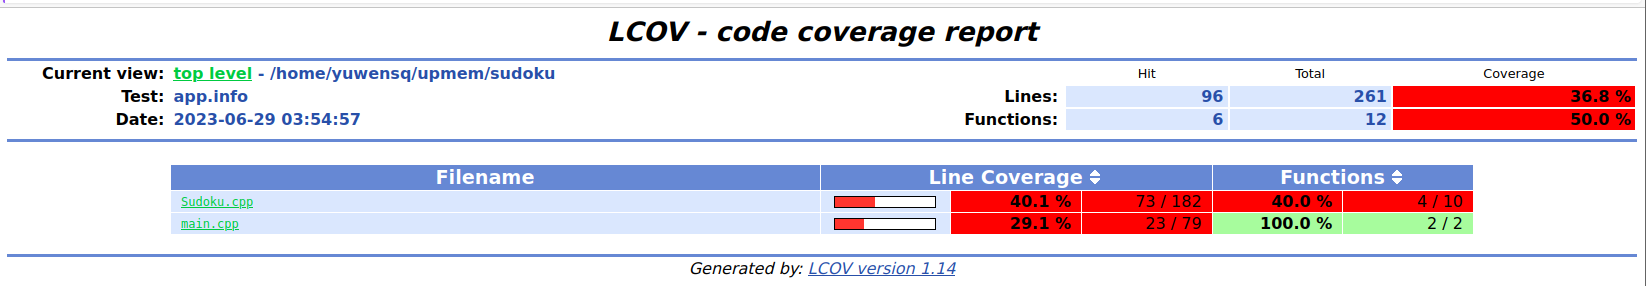 LCOV - code coverage report
Current view: top level - /home/yuwensq/upmem/sudoku Hit Total Coverage
Test: app.info Lines: 96 261 36.8 %
Date: 2023-06-29 03:54:57 Functions: 6 12 50.0 %
Filename Line Coverage Functions
Sudoku.cpp 40.1 % 73 / 182 40.0 % 4 / 10
main.cpp 29.1 % 23 / 79 100.0 % 2 / 2
Generated by: LCOV version 1.14